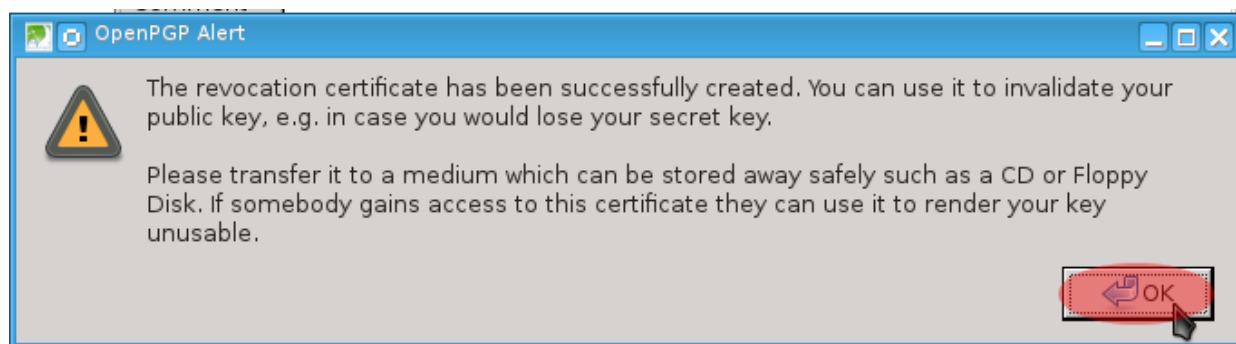 OpenPGP Alert
The revocation certificate has been successfully created. You can use it to invalidate your
public key, e.g. in case you would lose your secret key.
Please transfer it to a medium which can be stored away safely such as a CD or Floppy
Disk. If somebody gains access to this certificate they can use it to render your key
unusable.
OK